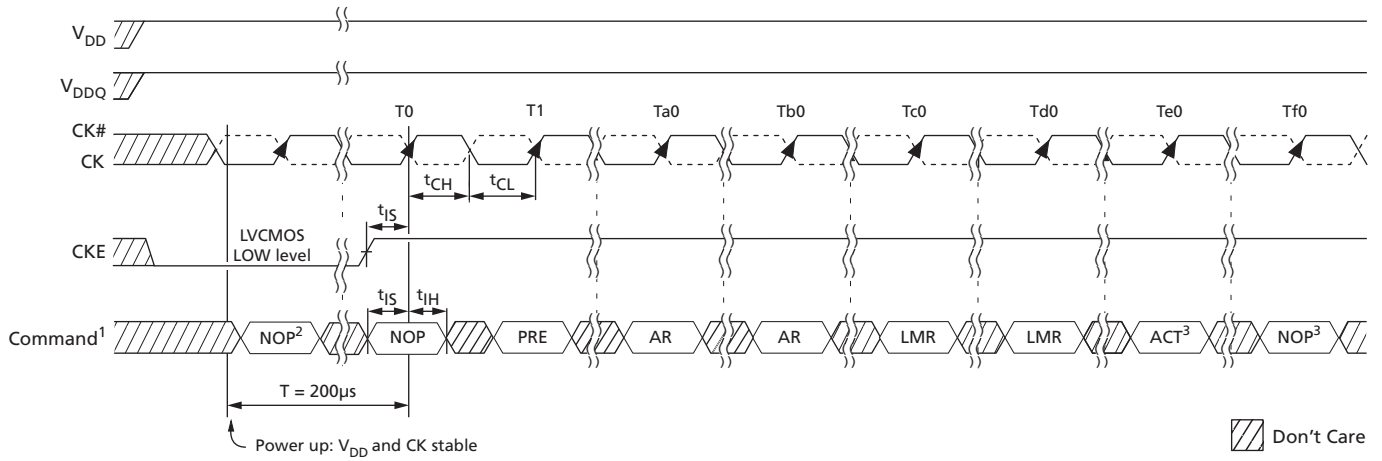 VDD
VDDQ
T0 T1 Ta0 Tb0 Tc0 Td0 Te0 Tf0
CK#
CK
tCH tCL
tIS
CKE
LVCMOS
LOW level
tIS tIH
Command1 NOP2 NOP PRE AR AR LMR LMR ACT3 NOP3
T = 200µs
Power up: VDD and CK stable
Don't Care